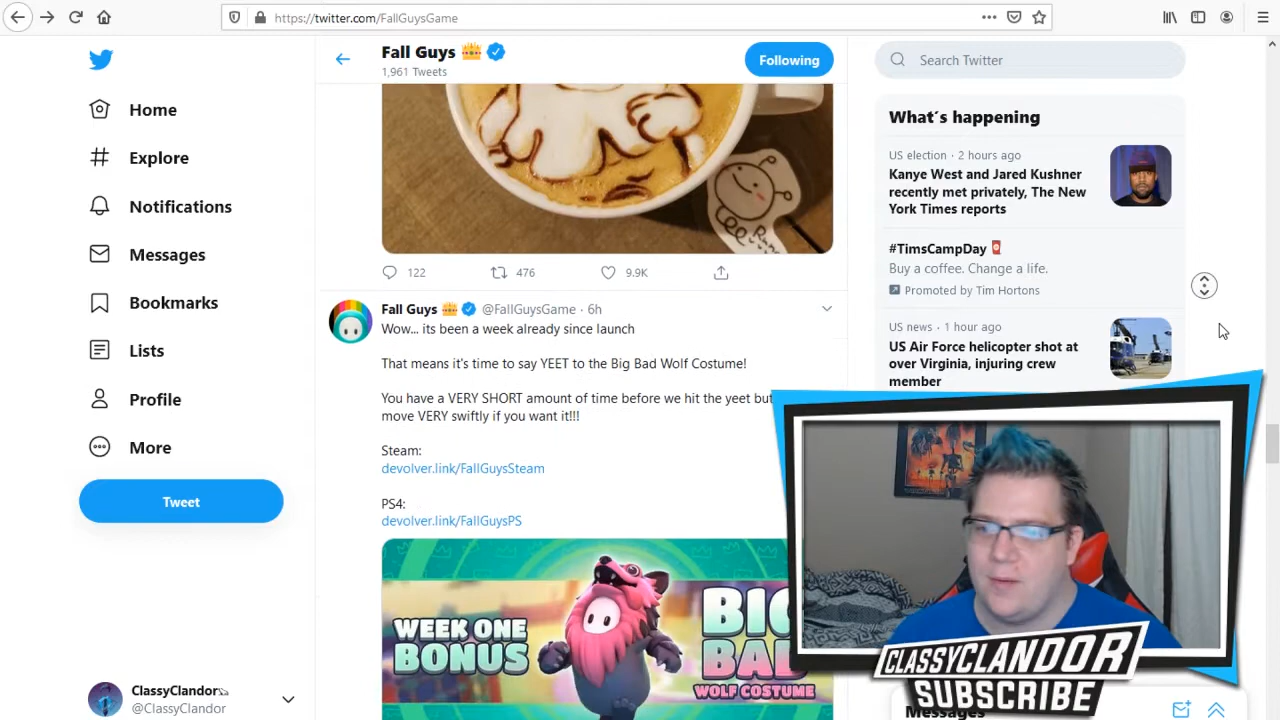 https://twitter.com/FallGuysGame
Home
Explore
Notifications
Messages
Bookmarks
Lists
Profile
More
Tweet
ClassyClandor
@ClassyClandor
Fall Guys
1,961 Tweets
Following
122
476
9.9K
Fall Guys @FallGuysGame · 6h
Wow... its been a week already since launch
That means it's time to say YEET to the Big Bad Wolf Costume!
You have a VERY SHORT amount of time before we hit the yeet but
move VERY swiftly if you want it!!!
Steam:
devolver.link/FallGuysSteam
PS4:
devolver.link/FallGuysPS
WEEK ONE
BONUS
BIG
BAD
WOLF COSTUME
Search Twitter
What's happening
US election · 2 hours ago
Kanye West and Jared Kushner
recently met privately, The New
York Times reports
#TimsCampDay
Buy a coffee. Change a life.
Promoted by Tim Hortons
US news · 1 hour ago
US Air Force helicopter shot at
over Virginia, injuring crew
member
CLASSYCLANDOR
SUBSCRIBE
Messages